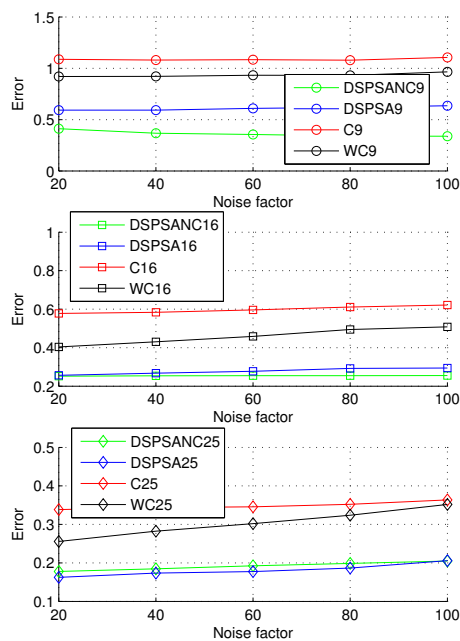 1.5
1
0.5
0
Error
DSPSANC9
DSPSA9
C9
WC9
20 40 60 80 100
Noise factor
DSPSANC16
DSPSA16
C16
WC16
1
0.8
0.6
0.4
0.2
Error
20 40 60 80 100
Noise factor
DSPSANC25
DSPSA25
C25
WC25
0.5
0.4
0.3
0.2
0.1
Error
20 40 60 80 100
Noise factor